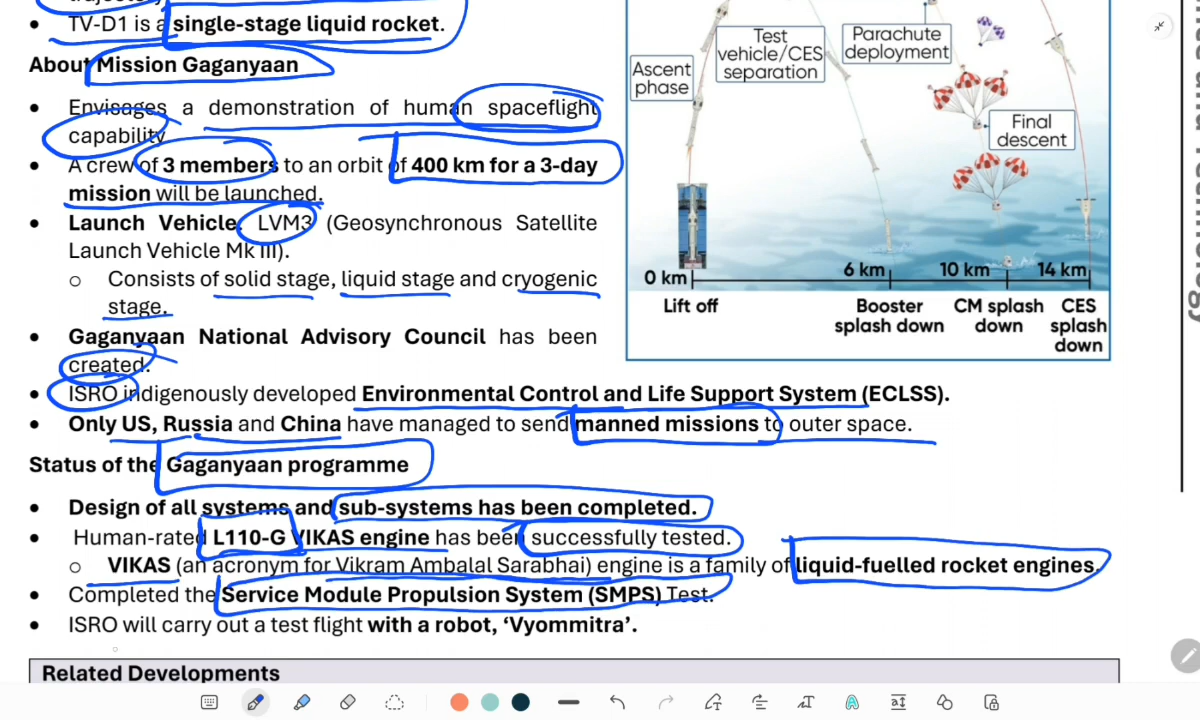 trajectory
• TV-D1 is a single-stage liquid rocket.
About Mission Gaganyaan
• Envisages a demonstration of human spaceflight
capability
• A crew of 3 members to an orbit of 400 km for a 3-day
mission will be launched.
• Launch Vehicle LVM3 (Geosynchronous Satellite
Launch Vehicle Mk III).
o Consists of solid stage, liquid stage and cryogenic
stage.
• Gaganyaan National Advisory Council has been
created.
• ISRO indigenously developed Environmental Control and Life Support System (ECLSS).
• Only US, Russia and China have managed to send manned missions to outer space.
Status of the Gaganyaan programme
• Design of all systems and sub-systems has been completed.
• Human-rated L110-G VIKAS engine has been successfully tested.
o VIKAS (an acronym for Vikram Ambalal Sarabhai) engine is a family of liquid-fuelled rocket engines.
• Completed the Service Module Propulsion System (SMPS) Test.
• ISRO will carry out a test flight with a robot, ‘Vyommitra’.
Related Developments
Ascent
phase
Test
vehicle/CES
separation
Parachute
deployment
Final
descent
0 km
6 km
10 km
14 km
Lift off
Booster
splash down
CM splash
down
CES
splash
down